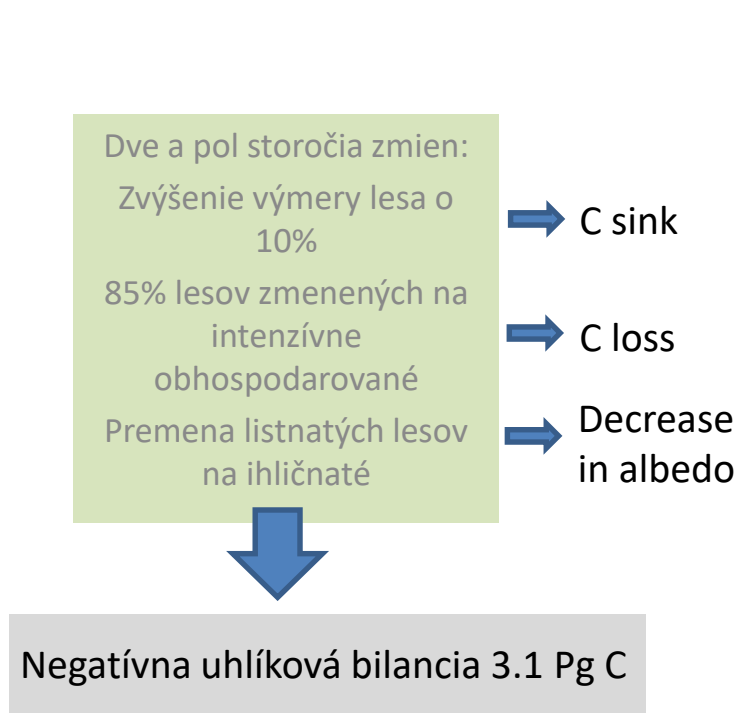 Dve a pol storočia zmien:
Zvýšenie výmery lesa o
10%
C sink
85% lesov zmenených na
intenzívne
obhospodarované
C loss
Premena listnatých lesov
na ihličnaté
Decrease
in albedo
Negatívna uhlíková bilancia 3.1 Pg C